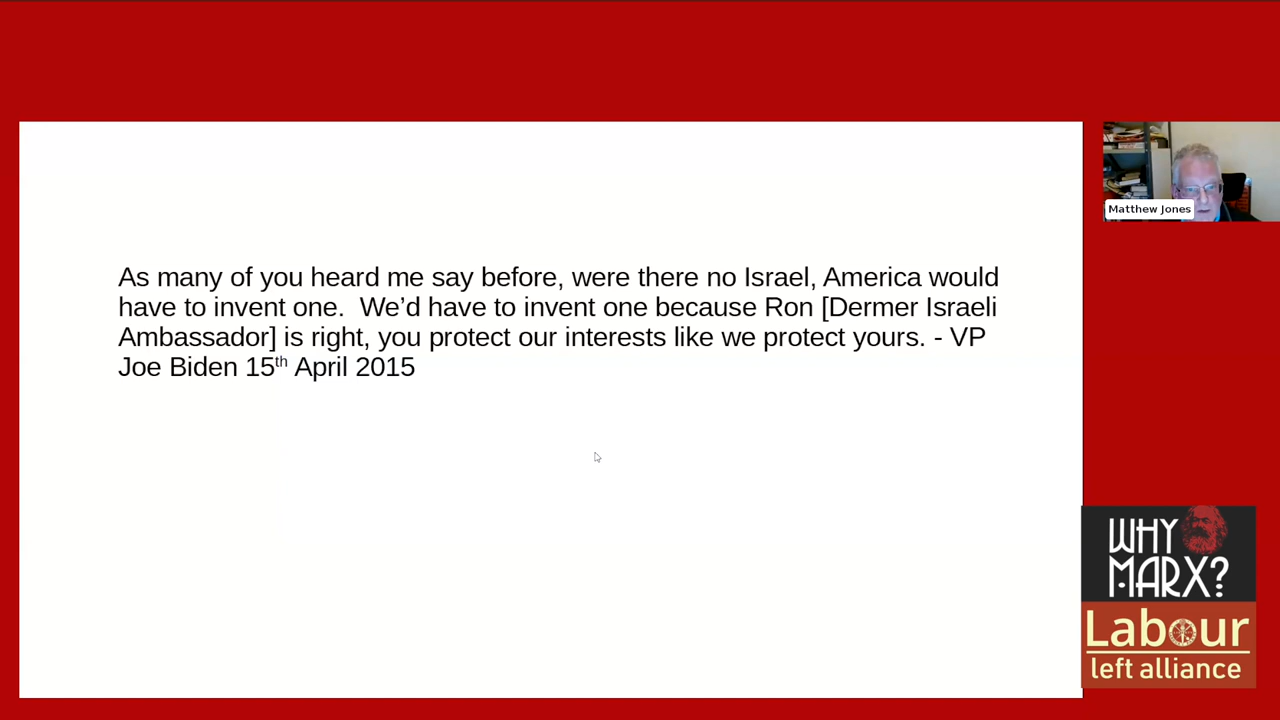 As many of you heard me say before, were there no Israel, America would
have to invent one.  We’d have to invent one because Ron [Dermer Israeli
Ambassador] is right, you protect our interests like we protect yours. - VP
Joe Biden 15th April 2015
Matthew Jones
WHY
MARX?
Labour
left alliance